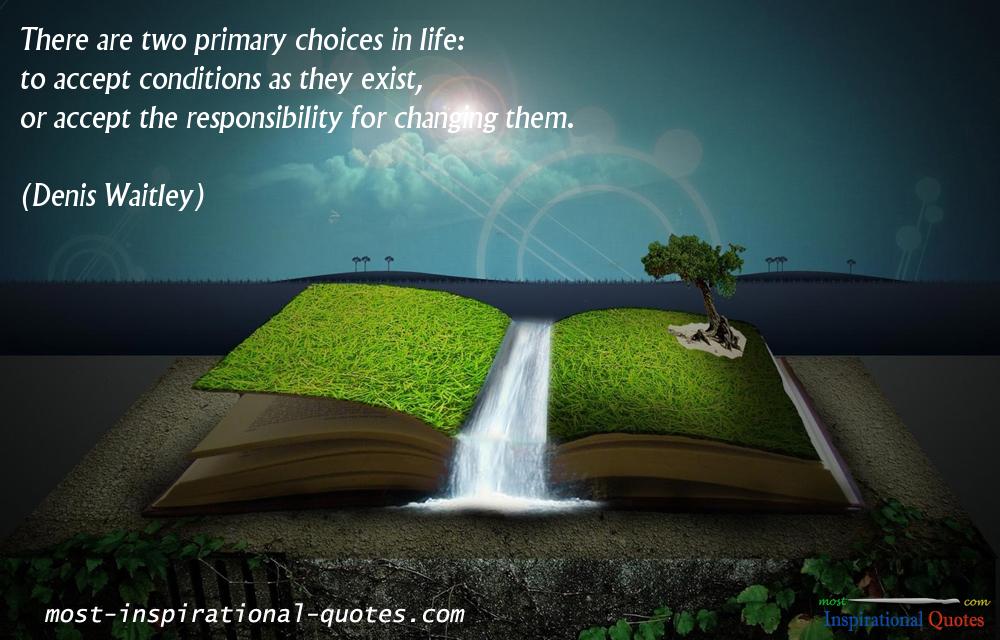 There are two primary choices in life:
to accept conditions as they exist,
or accept the responsibility for changing them.
(Denis Waitley)
most-inspirational-quotes.com
most com
Inspirational Quotes